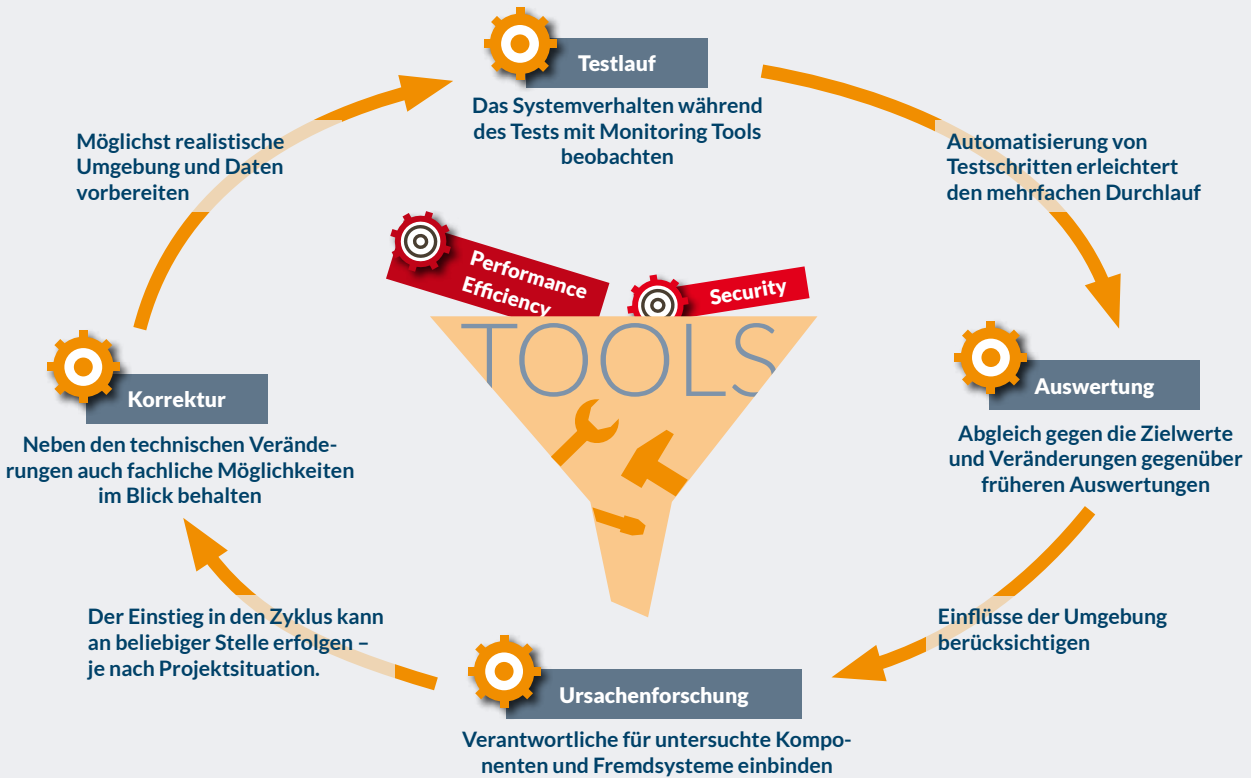 Testlauf
Das Systemverhalten während
des Tests mit Monitoring Tools
beobachten
Möglichst realistische
Umgebung und Daten
vorbereiten
Automatisierung von
Testschritten erleichtert
den mehrfachen Durchlauf
Performance
Efficiency
Security
TOOLS
Korrektur
Neben den technischen Verände-
rungen auch fachliche Möglichkeiten
im Blick behalten
Auswertung
Abgleich gegen die Zielwerte
und Veränderungen gegenüber
früheren Auswertungen
Der Einstieg in den Zyklus kann
an beliebiger Stelle erfolgen –
je nach Projektsituation.
Einflüsse der Umgebung
berücksichtigen
Ursachenforschung
Verantwortliche für untersuchte Kompo-
nenten und Fremdsysteme einbinden